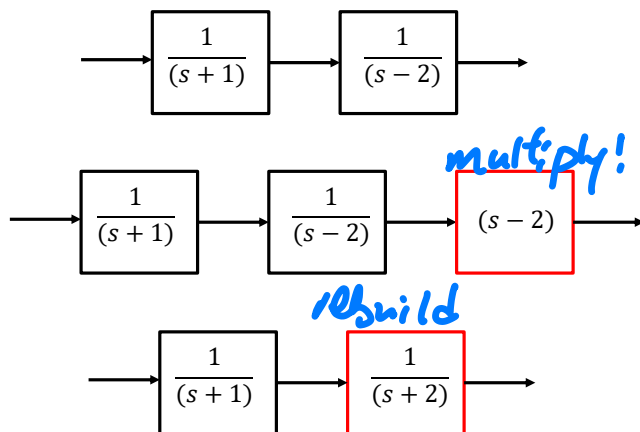 1/(s + 1) 1/(s − 2)
multiply!
1/(s + 1) 1/(s − 2) (s − 2)
rebuild
1/(s + 1) 1/(s + 2)